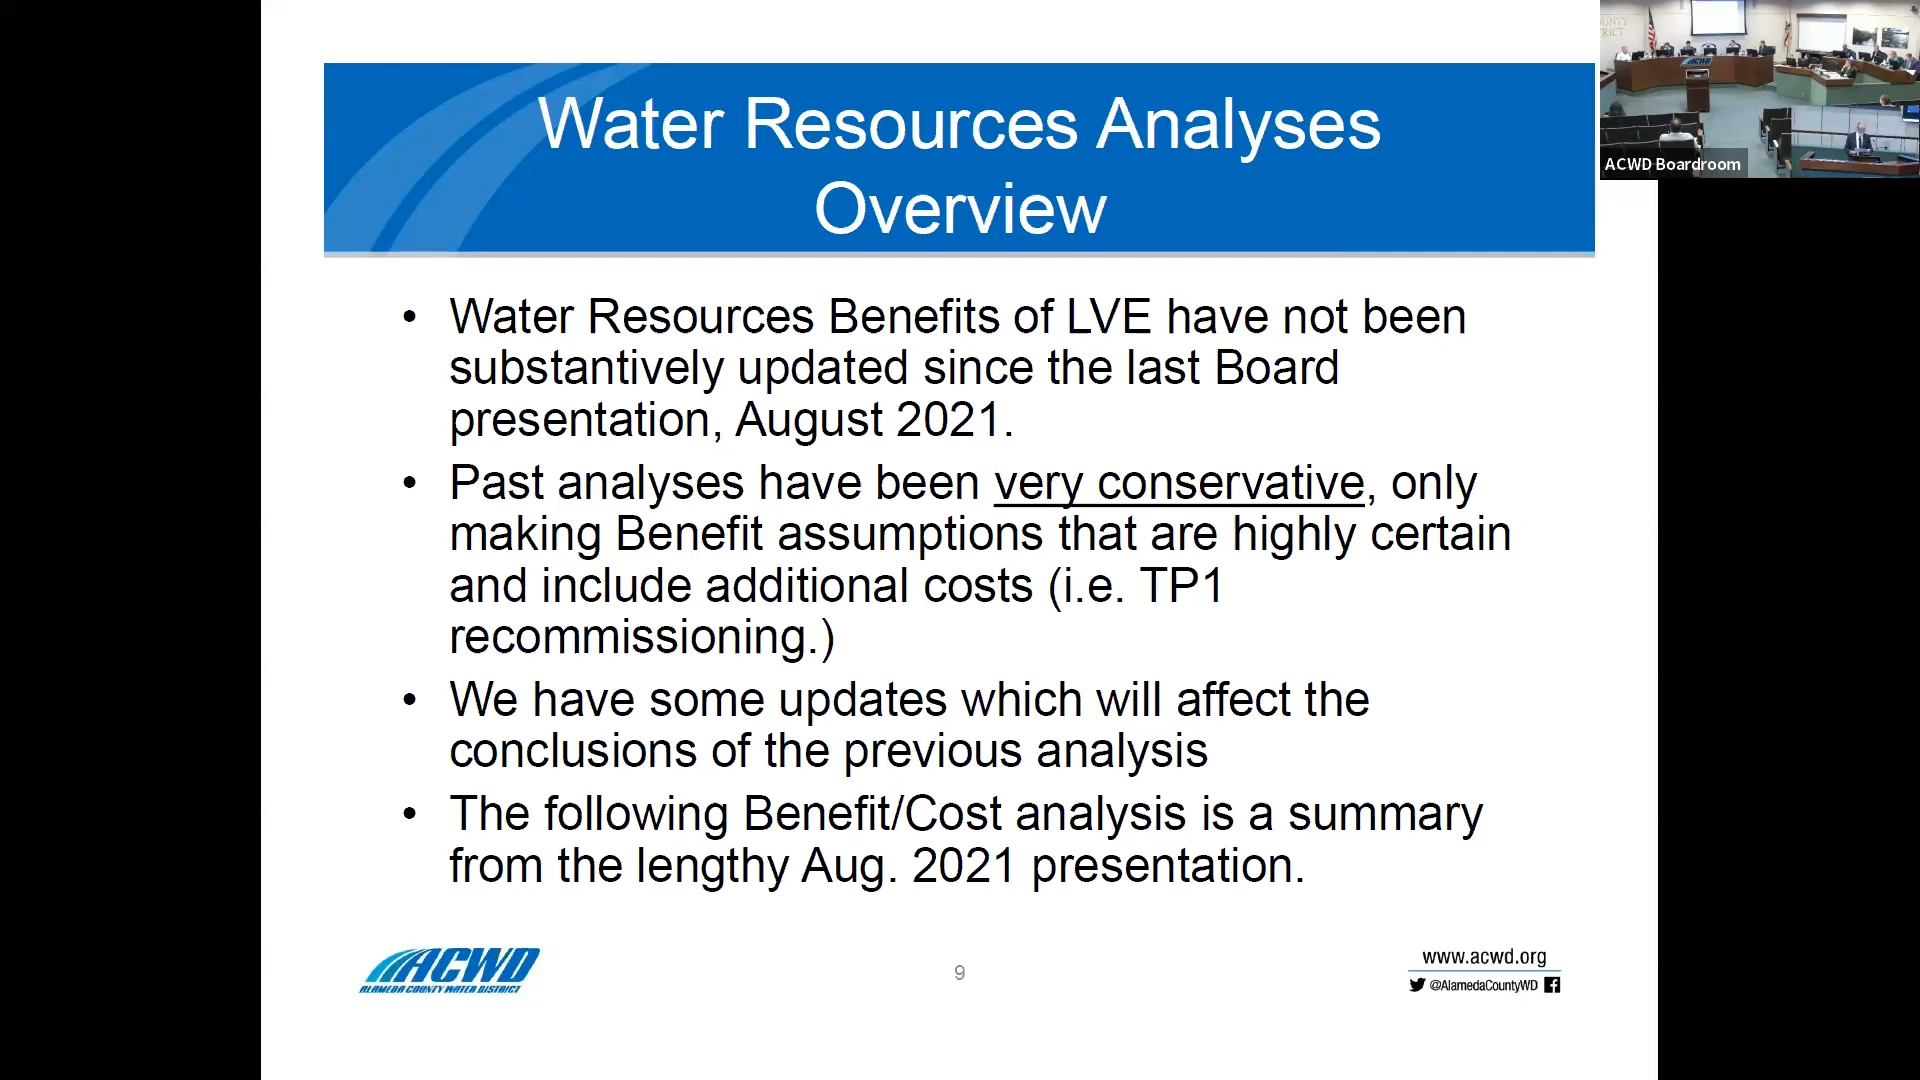 Water Resources Analyses
Overview
• Water Resources Benefits of LVE have not been
substantively updated since the last Board
presentation, August 2021.
• Past analyses have been very conservative, only
making Benefit assumptions that are highly certain
and include additional costs (i.e. TP1
recommissioning.)
• We have some updates which will affect the
conclusions of the previous analysis
• The following Benefit/Cost analysis is a summary
from the lengthy Aug. 2021 presentation.
ACWD
ALAMEDA COUNTY WATER DISTRICT
9
www.acwd.org
@AlamedaCountyWD
ACWD Boardroom
ACWD